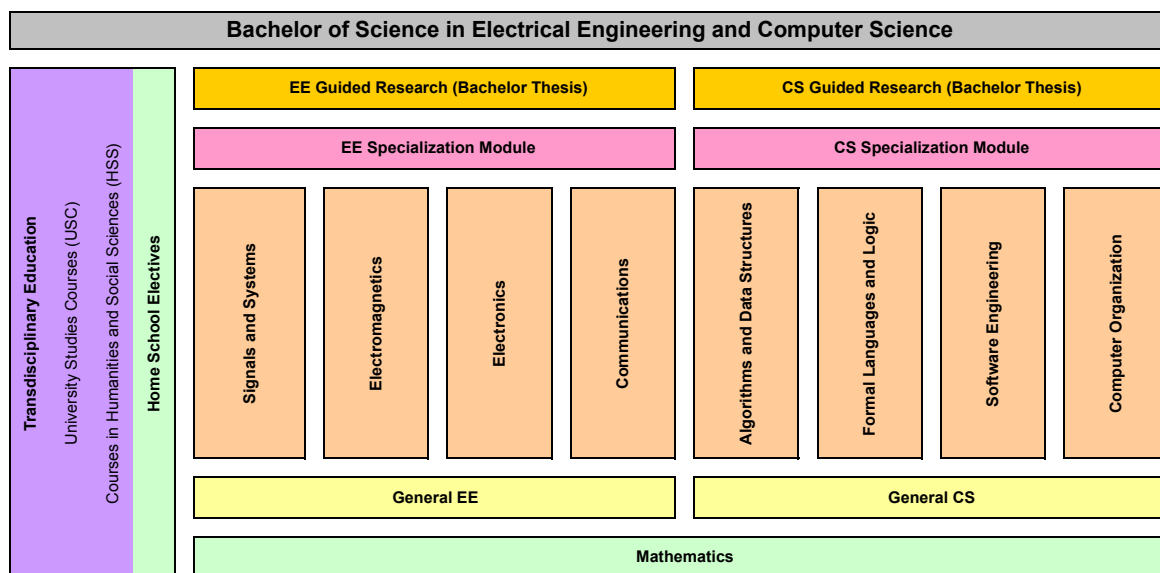 Bachelor of Science in Electrical Engineering and Computer Science
Transdisciplinary Education
University Studies Courses (USC)
Courses in Humanities and Social Sciences (HSS)
Home School Electives
EE Guided Research (Bachelor Thesis)
CS Guided Research (Bachelor Thesis)
EE Specialization Module
CS Specialization Module
Signals and Systems
Electromagnetics
Electronics
Communications
Algorithms and Data Structures
Formal Languages and Logic
Software Engineering
Computer Organization
General EE
General CS
Mathematics